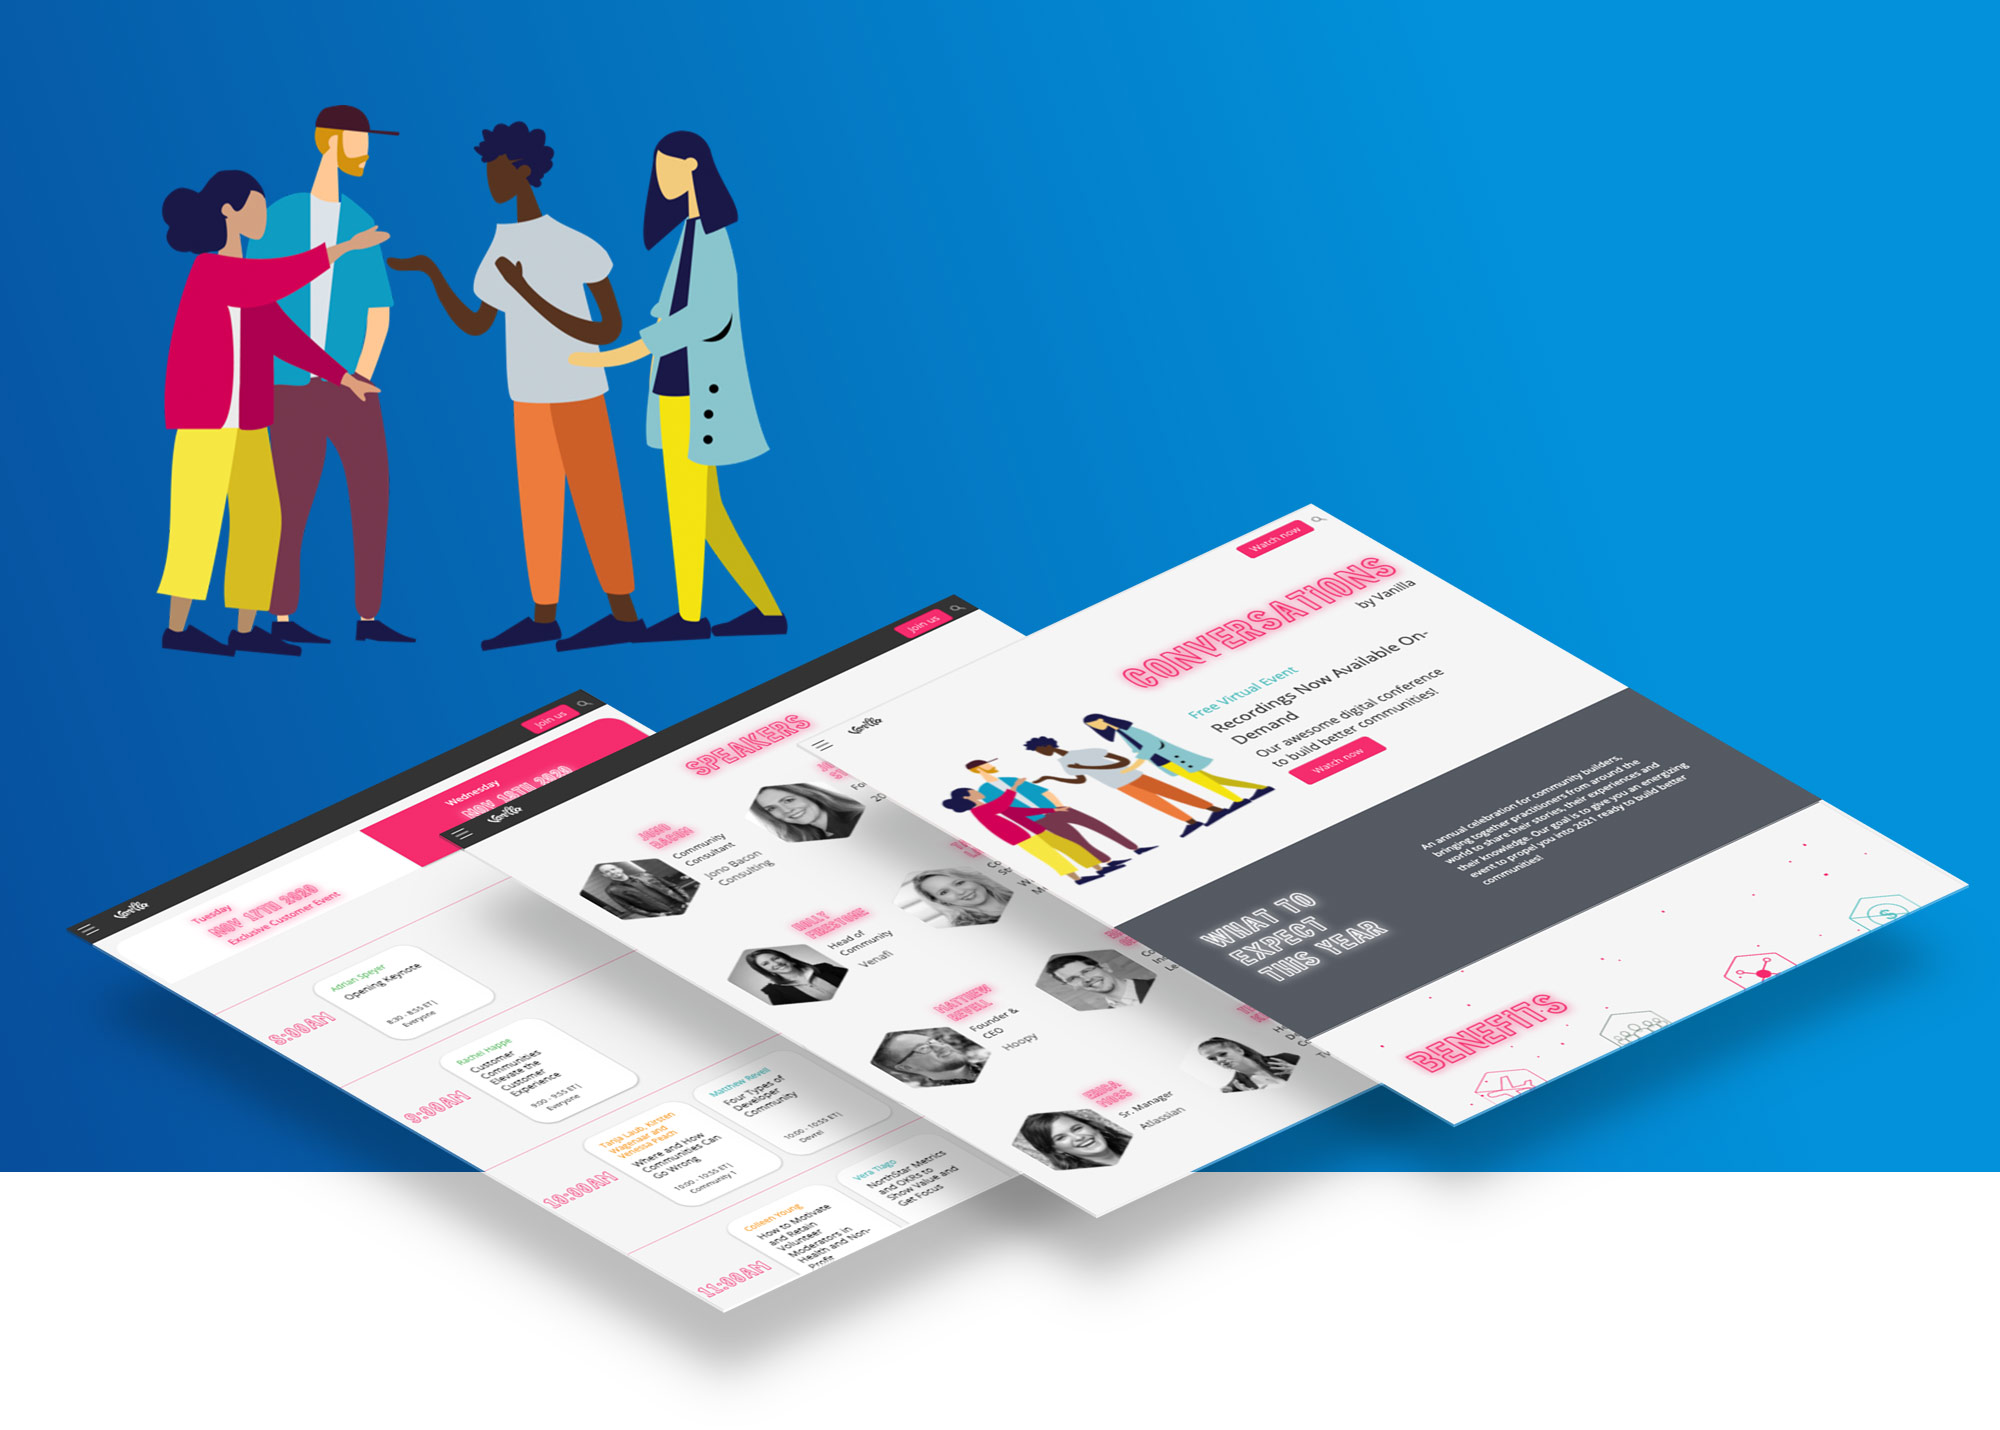 Join us
Vanilla
Tuesday
NOV 17TH 2020
Exclusive Customer Event
Wednesday
NOV 18TH 2020
8:00AM
Adrian Speyer
Opening Keynote
8:30 - 8:55 ET|
Everyone
9:00AM
Rachel Happe
Customer
Communities
Elevate the
Customer
Experience
9:00 - 9:55 ET|
Everyone
10:00AM
Tanja Laub, Kirsten
Wagenaar and
Venessa Paech
Where and How
Communities Can
Go Wrong
10:00 - 10:55 ET|
Community 1
Matthew Revell
Four Types of
Developer
Community
10:00 - 10:55 ET|
Devrel
11:00AM
Colleen Young
How to Motivate
and Retain
Volunteer
Moderators in
Health and Non-
Profit
Vera Tiago
NorthStar Metrics
and OKRs to
Show Value and
Get Focus
Join us
Vanilla
SPEAKERS
JONO
BACON
Community
Consultant
Jono Bacon
Consulting
HOLLY
FIRESTONE
Head of
Community
Venafi
MATTHEW
REVELL
Founder &
CEO
Hoopy
ERICA
Sr. Manager
Atlassian
Watch now
Vanilla
CONVERSATIONS
by Vanilla
Free Virtual Event
Recordings Now Available On-
Demand
Our awesome digital conference
to build better communities!
Watch now
WHAT TO
EXPECT
THIS YEAR
An annual celebration for community builders,
bringing together practitioners from around the
world to share their stories, their experiences and
their knowledge. Our goal is to give you an energizing
event to propel you into 2021 ready to build better
communities!
BENEFITS